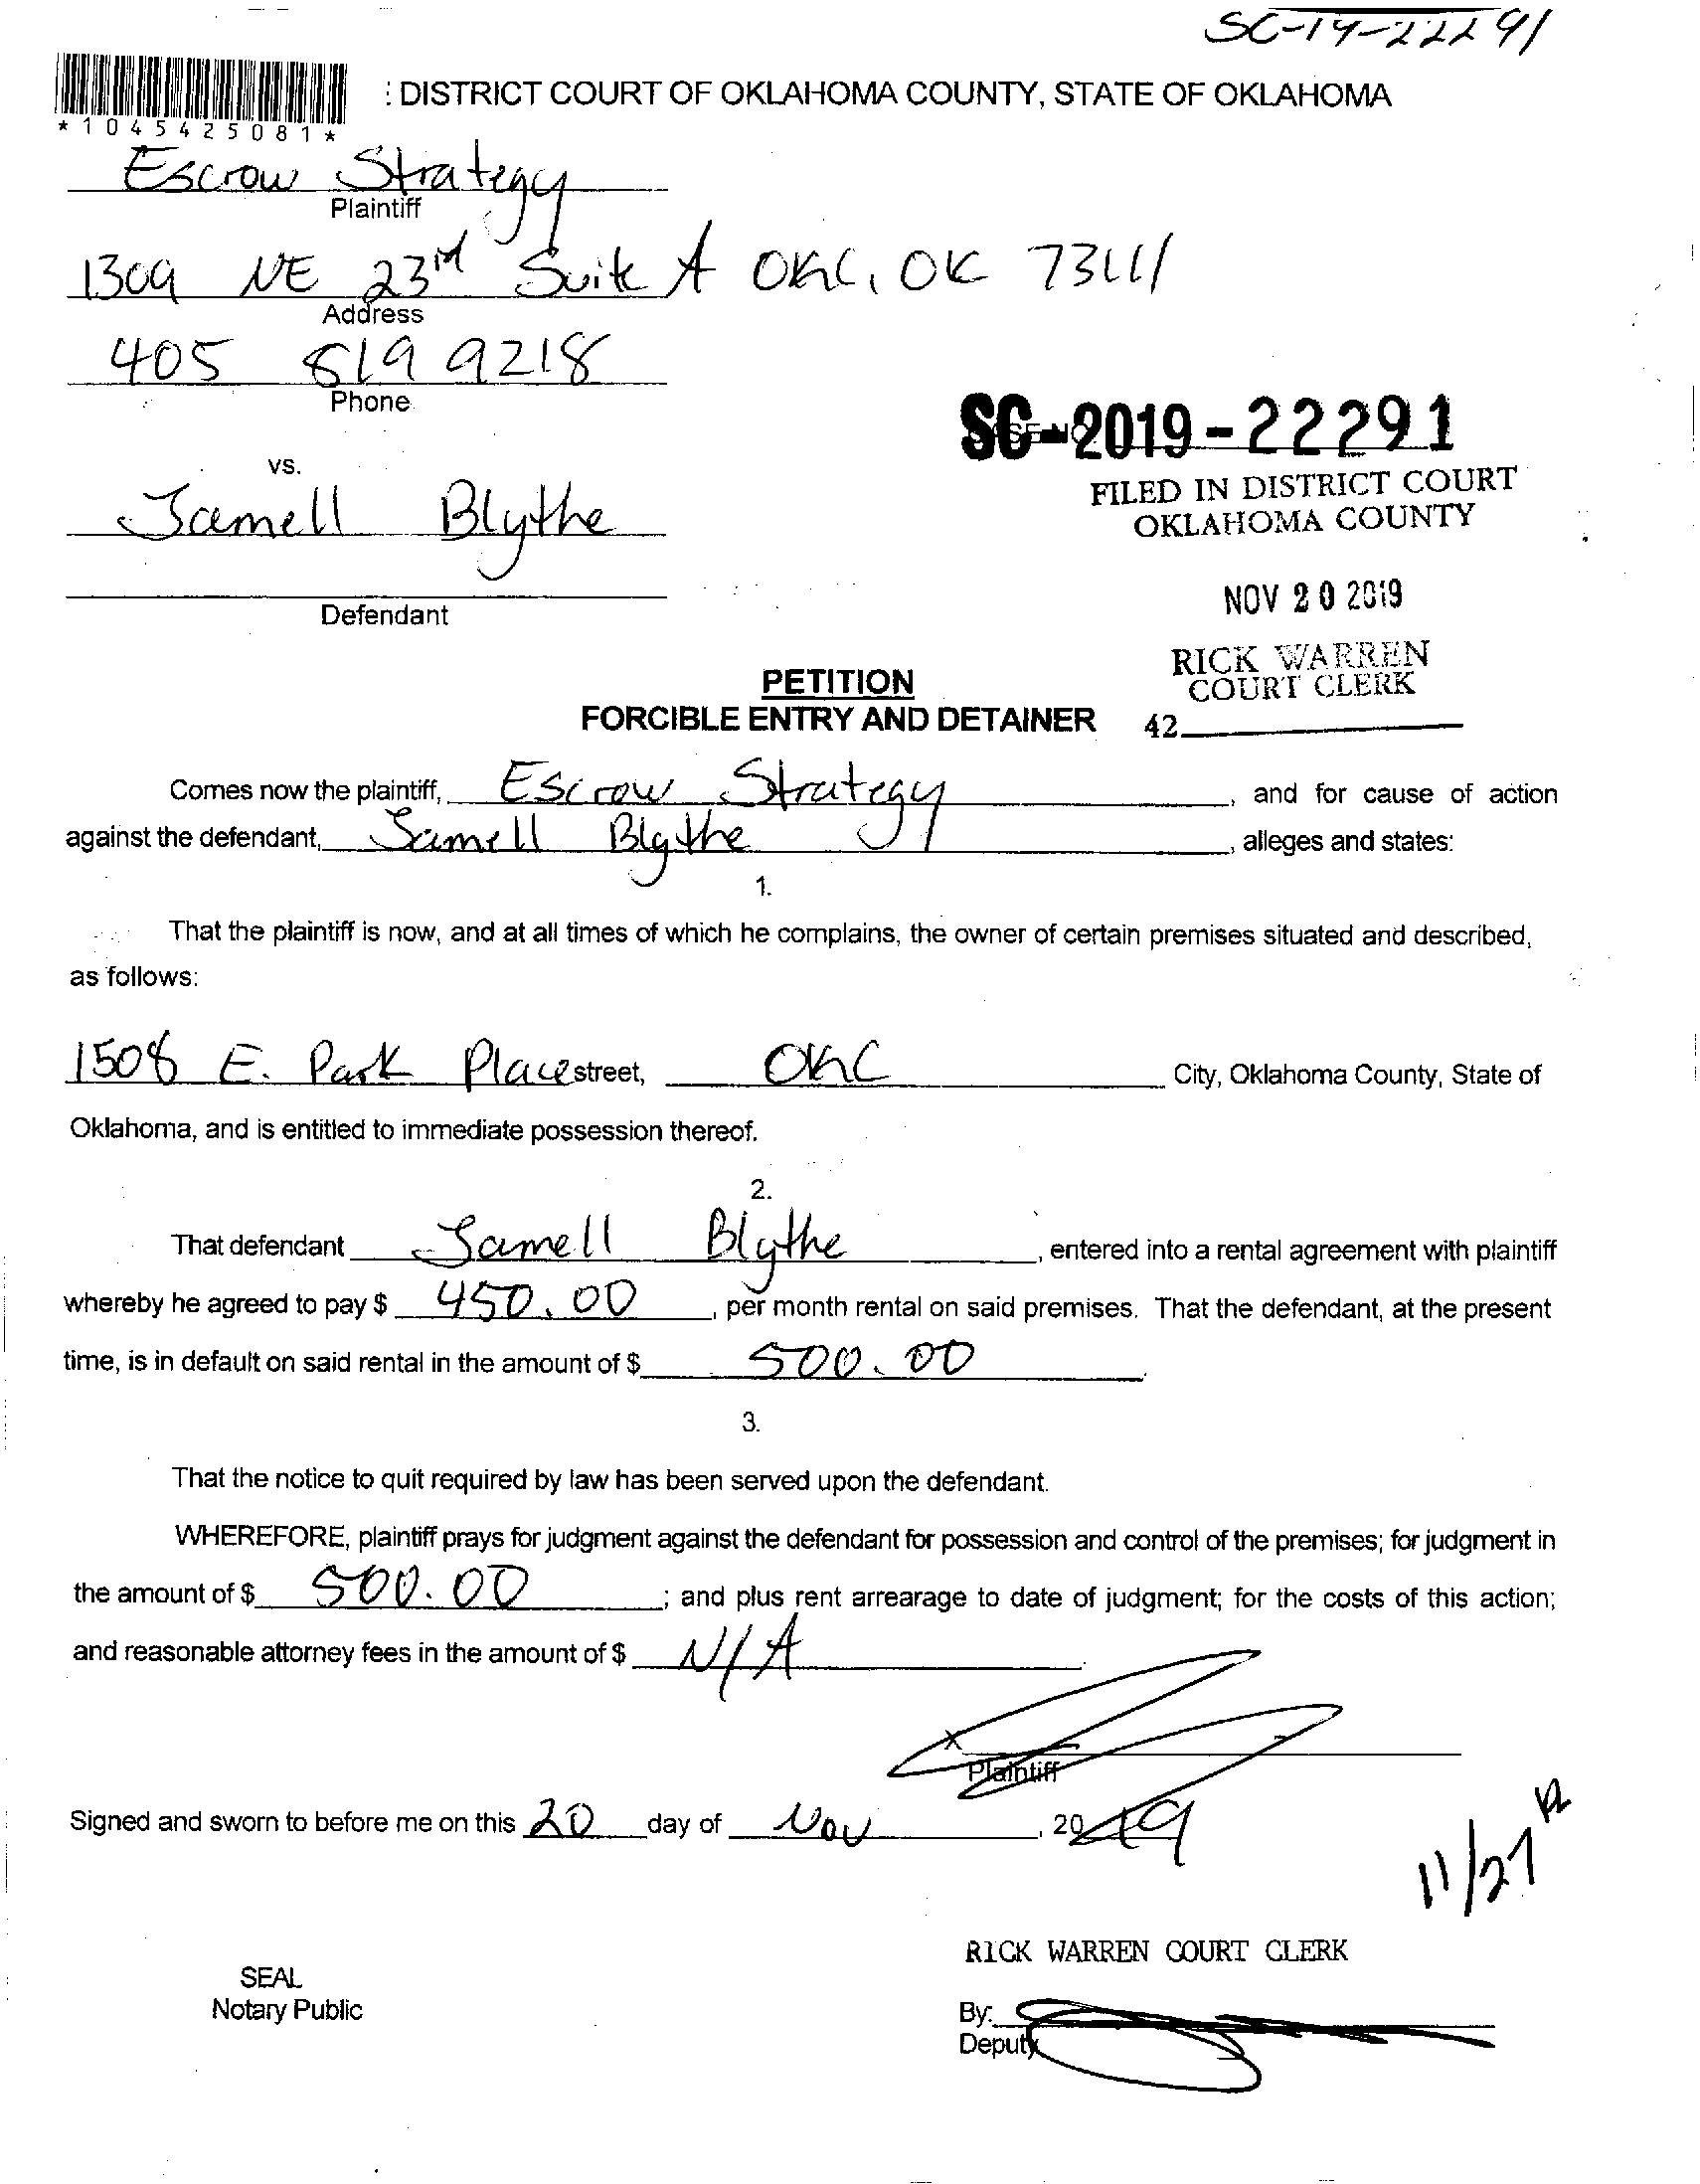 SC-19-22291
* 1 0 4 5 4 2 5 0 8 1 *
: DISTRICT COURT OF OKLAHOMA COUNTY, STATE OF OKLAHOMA
Escrow Strategy
Plaintiff
1309 NE 23rd Suite A OKC, OK 73111
Address
405 819 9218
Phone
SC-2019-22291
FILED IN DISTRICT COURT
OKLAHOMA COUNTY
vs.
Jamell Blythe
NOV 20 2019
Defendant
RICK WARREN
COURT CLERK
42
PETITION
FORCIBLE ENTRY AND DETAINER
Comes now the plaintiff, Escrow Strategy, and for cause of action
against the defendant, Jamell Blythe, alleges and states:
1.
That the plaintiff is now, and at all times of which he complains, the owner of certain premises situated and described,
as follows:
1508 E. Park Place street, OKC City, Oklahoma County, State of
Oklahoma, and is entitled to immediate possession thereof.
2.
That defendant Jamell Blythe, entered into a rental agreement with plaintiff
whereby he agreed to pay $ 450.00, per month rental on said premises. That the defendant, at the present
time, is in default on said rental in the amount of $ 500.00.
3.
That the notice to quit required by law has been served upon the defendant.
WHEREFORE, plaintiff prays for judgment against the defendant for possession and control of the premises; for judgment in
the amount of $ 500.00; and plus rent arrearage to date of judgment; for the costs of this action;
and reasonable attorney fees in the amount of $ N/A
X
Plaintiff
Signed and sworn to before me on this 20 day of Nov, 2019
11/27
RICK WARREN COURT CLERK
SEAL
Notary Public
By:
Deputy